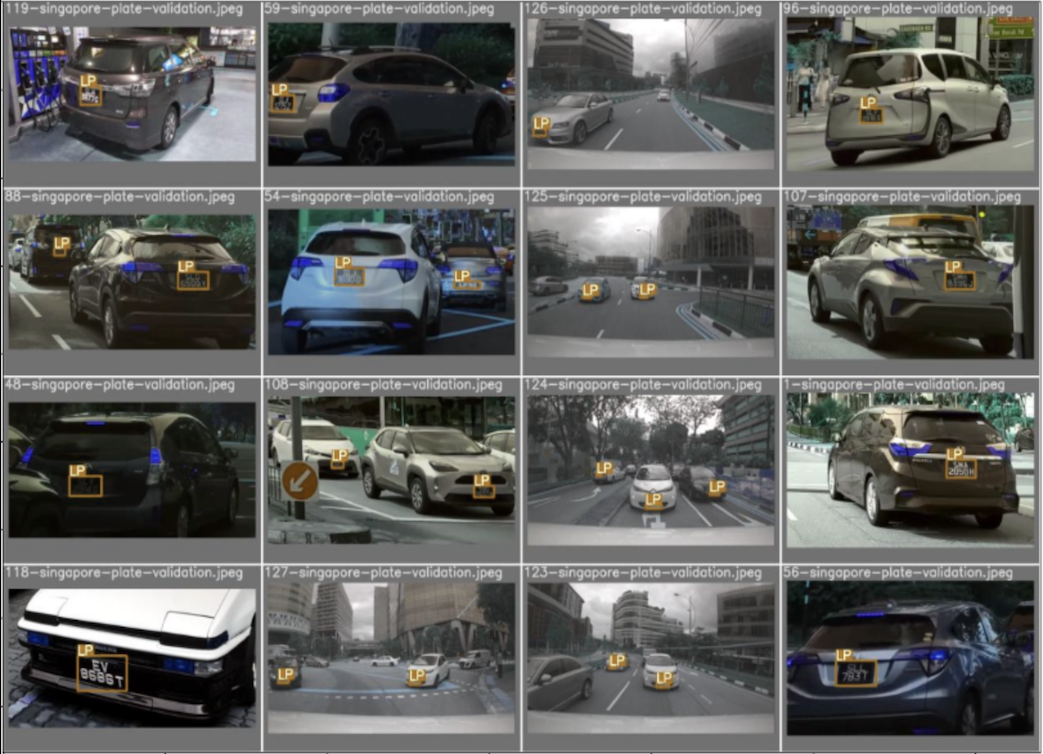 119-singapore-plate-validation.jpeg
59-singapore-plate-validation.jpeg
126-singapore-plate-validation.jpeg
96-singapore-plate-validation.jpeg
LP
LP
LP
LP
88-singapore-plate-validation.jpeg
54-singapore-plate-validation.jpeg
125-singapore-plate-validation.jpeg
107-singapore-plate-validation.jpeg
LP
LP
LP
LP
LP
LP
LP
48-singapore-plate-validation.jpeg
108-singapore-plate-validation.jpeg
124-singapore-plate-validation.jpeg
1-singapore-plate-validation.jpeg
LP
LP
LP
LP
LP
LP
LP
2050H
118-singapore-plate-validation.jpeg
127-singapore-plate-validation.jpeg
123-singapore-plate-validation.jpeg
56-singapore-plate-validation.jpeg
LP
EV
8686T
LP
LP
LP
LP
LP